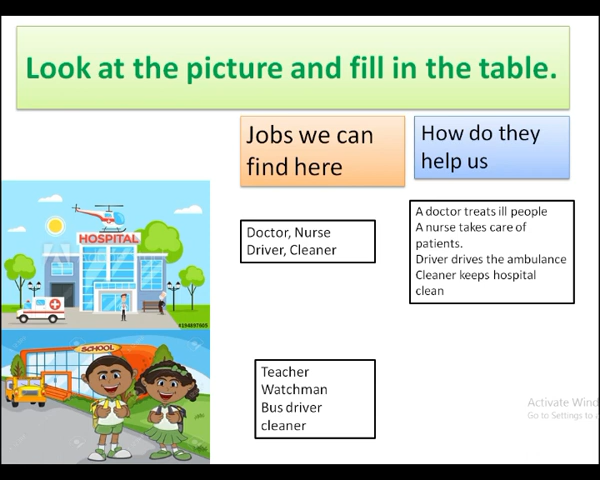 Look at the picture and fill in the table.
Jobs we can
find here
How do they
help us
HOSPITAL
Doctor, Nurse
Driver, Cleaner
A doctor treats ill people
A nurse takes care of
patients.
Driver drives the ambulance
Cleaner keeps hospital
clean
SCHOOL
Teacher
Watchman
Bus driver
cleaner
Activate Wind
Go to Settings to